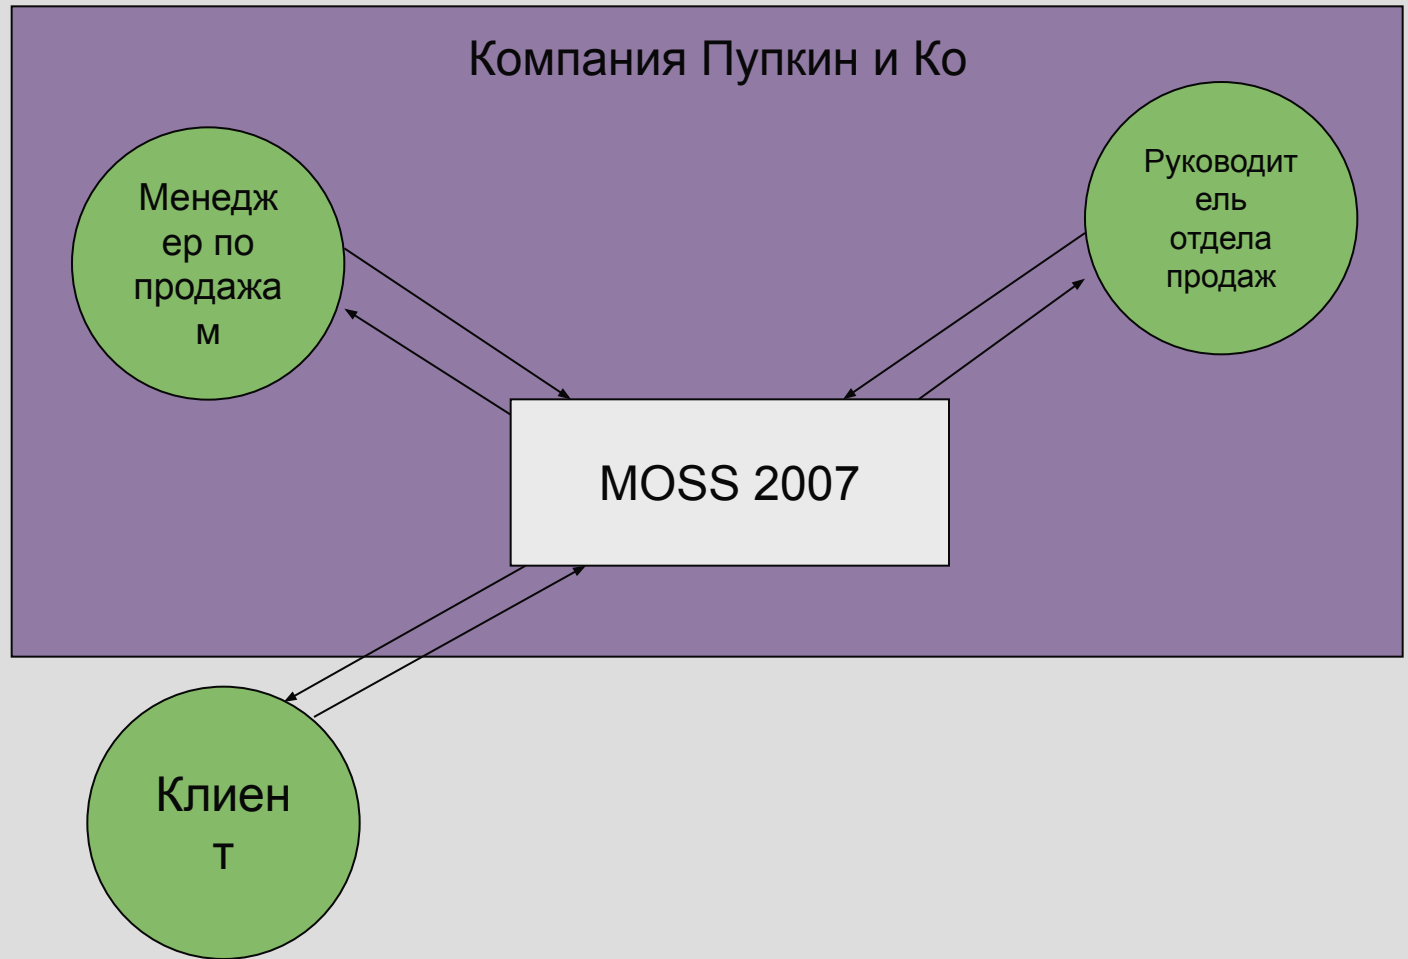 Компания Пупкин и Ко
Менедж
ер по
продажа
м
Руководит
ель
отдела
продаж
MOSS 2007
Клиен
т